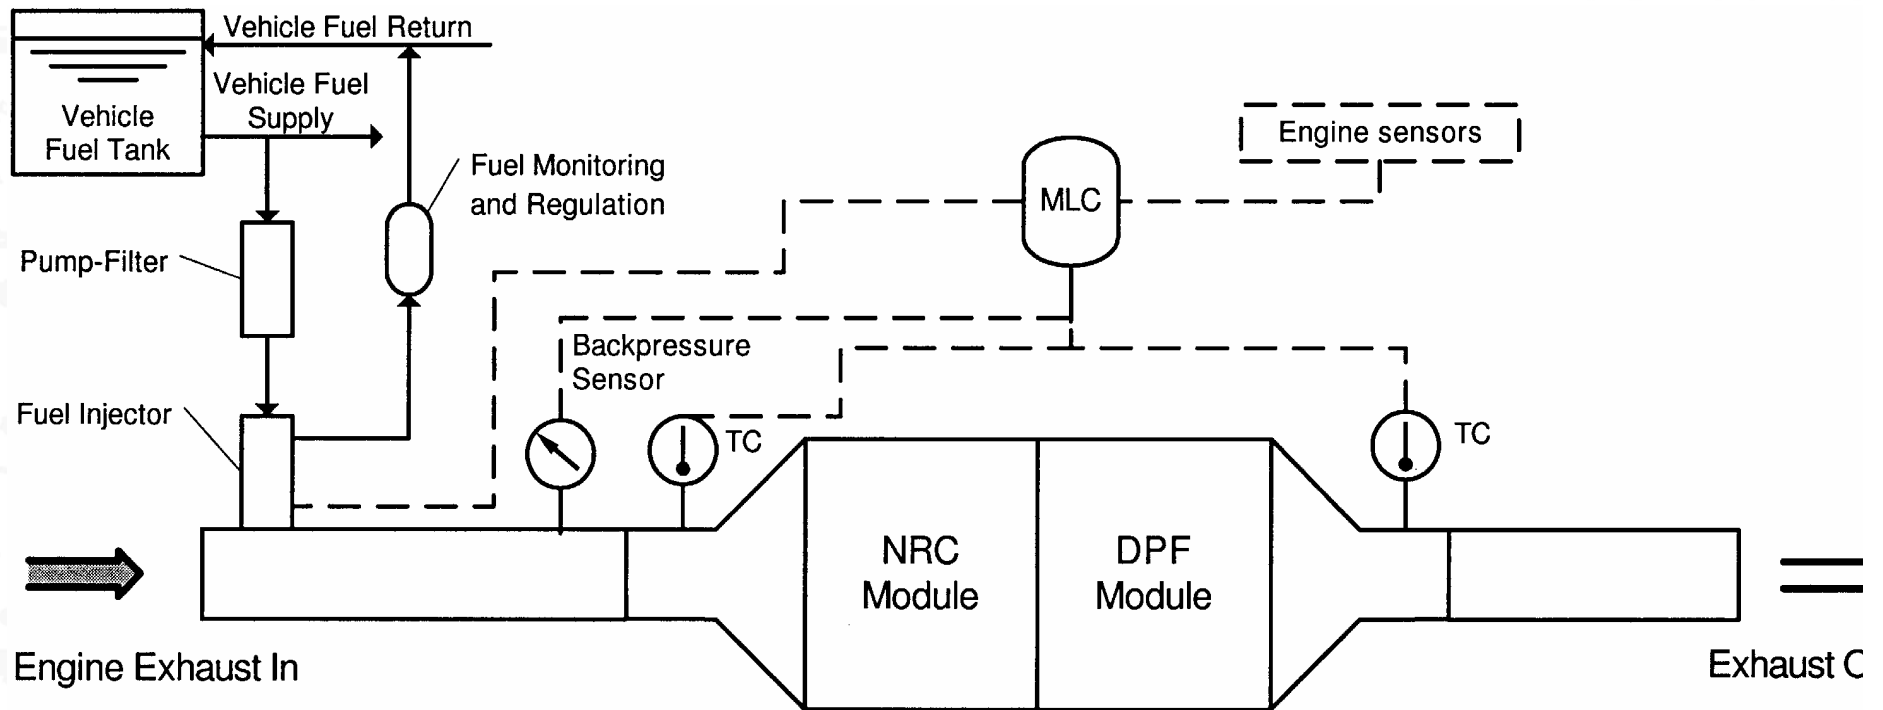 Vehicle Fuel Return
Vehicle Fuel
Supply
Vehicle
Fuel Tank
Engine sensors
Fuel Monitoring
and Regulation
MLC
Pump-Filter
Backpressure
Sensor
Fuel Injector
TC
TC
NRC
Module
DPF
Module
Engine Exhaust In
Exhaust